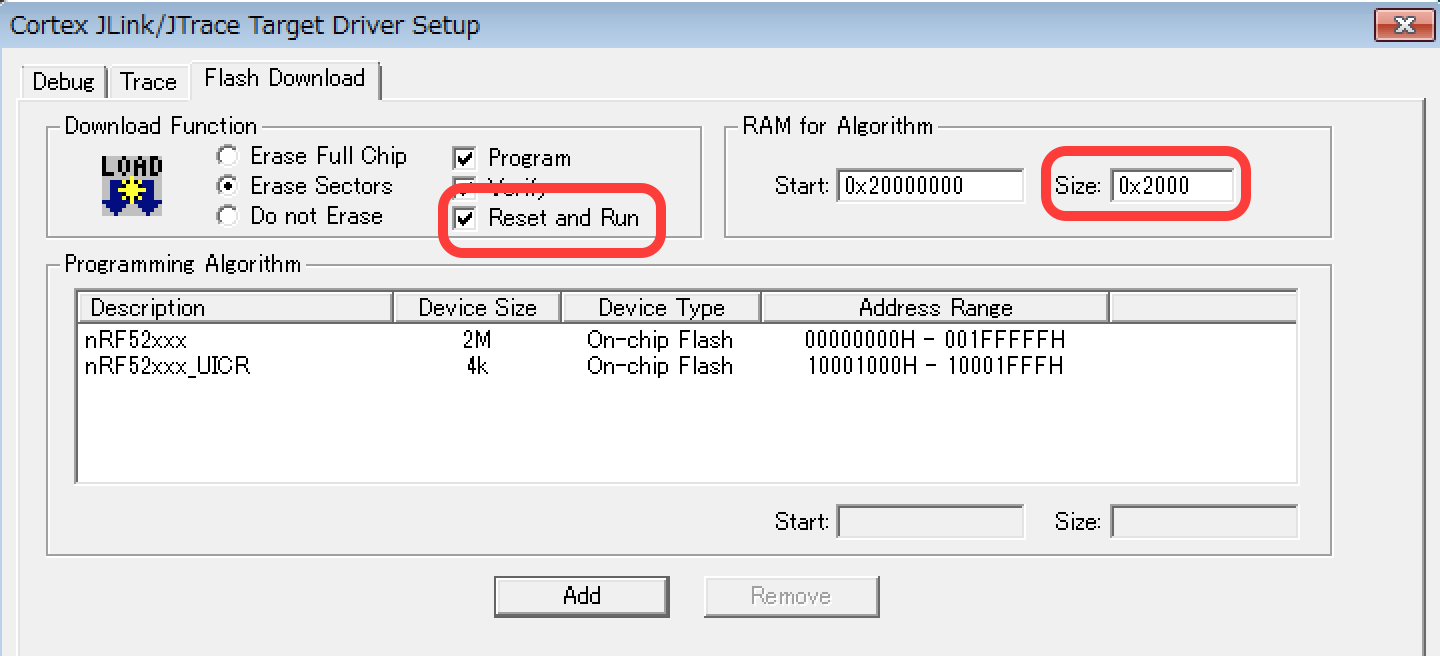 Cortex JLink/JTrace Target Driver Setup
Debug Trace Flash Download
Download Function
LOAD
Erase Full Chip
Erase Sectors
Do not Erase
Program
Verify
Reset and Run
RAM for Algorithm
Start: 0x20000000 Size: 0x2000
Programming Algorithm
Description Device Size Device Type Address Range
nRF52xxx 2M On-chip Flash 00000000H - 001FFFFFH
nRF52xxx_UICR 4k On-chip Flash 10001000H - 10001FFFH
Start: Size:
Add Remove